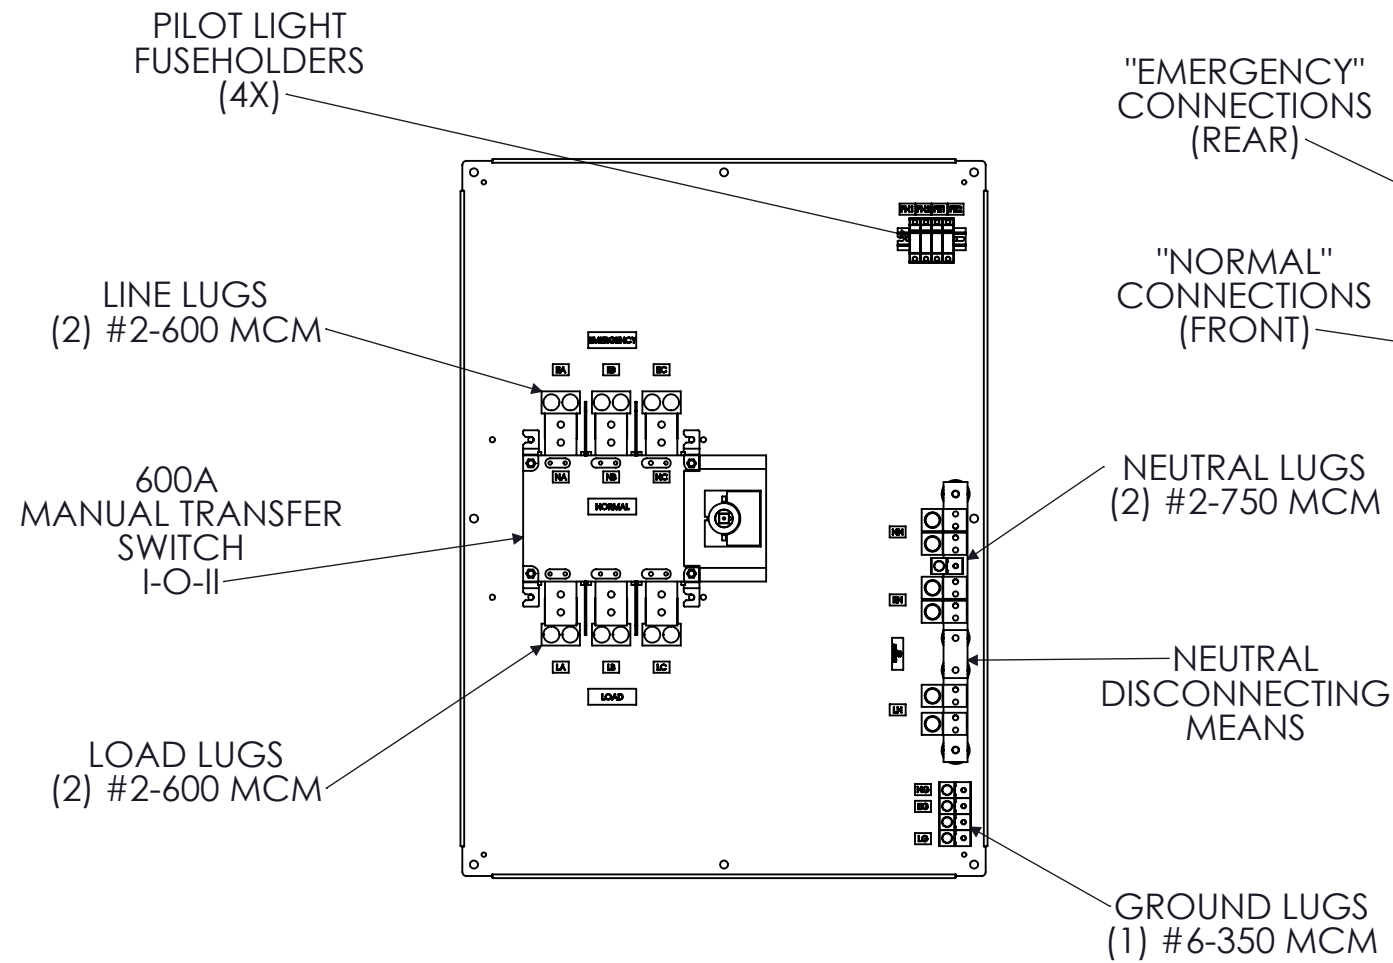 PILOT LIGHT
FUSEHOLDERS
(4X)
"EMERGENCY"
CONNECTIONS
(REAR)
"NORMAL"
CONNECTIONS
(FRONT)
LINE LUGS
(2) #2-600 MCM
EMERGENCY
EA EB EC
600A
MANUAL TRANSFER
SWITCH
I-O-II
NA NB NC
NORMAL
NEUTRAL LUGS
(2) #2-750 MCM
NN
EN
NEUTRAL
DISCONNECTING
MEANS
LA LB LC
LOAD
LN
LOAD LUGS
(2) #2-600 MCM
NG
EG
LG
GROUND LUGS
(1) #6-350 MCM